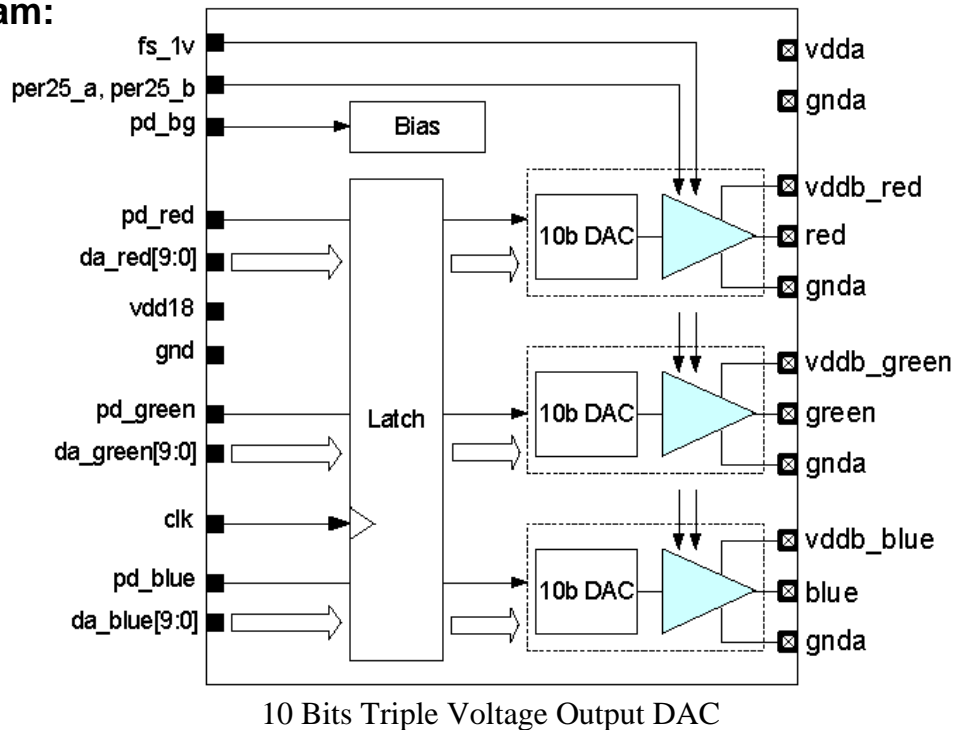 am:
fs_1v
per25_a, per25_b
pd_bg
pd_red
da_red[9:0]
vdd18
gnd
pd_green
da_green[9:0]
clk
pd_blue
da_blue[9:0]
Bias
Latch
10b DAC
10b DAC
10b DAC
vdda
gnda
vddb_red
red
gnda
vddb_green
green
gnda
vddb_blue
blue
gnda
10 Bits Triple Voltage Output DAC